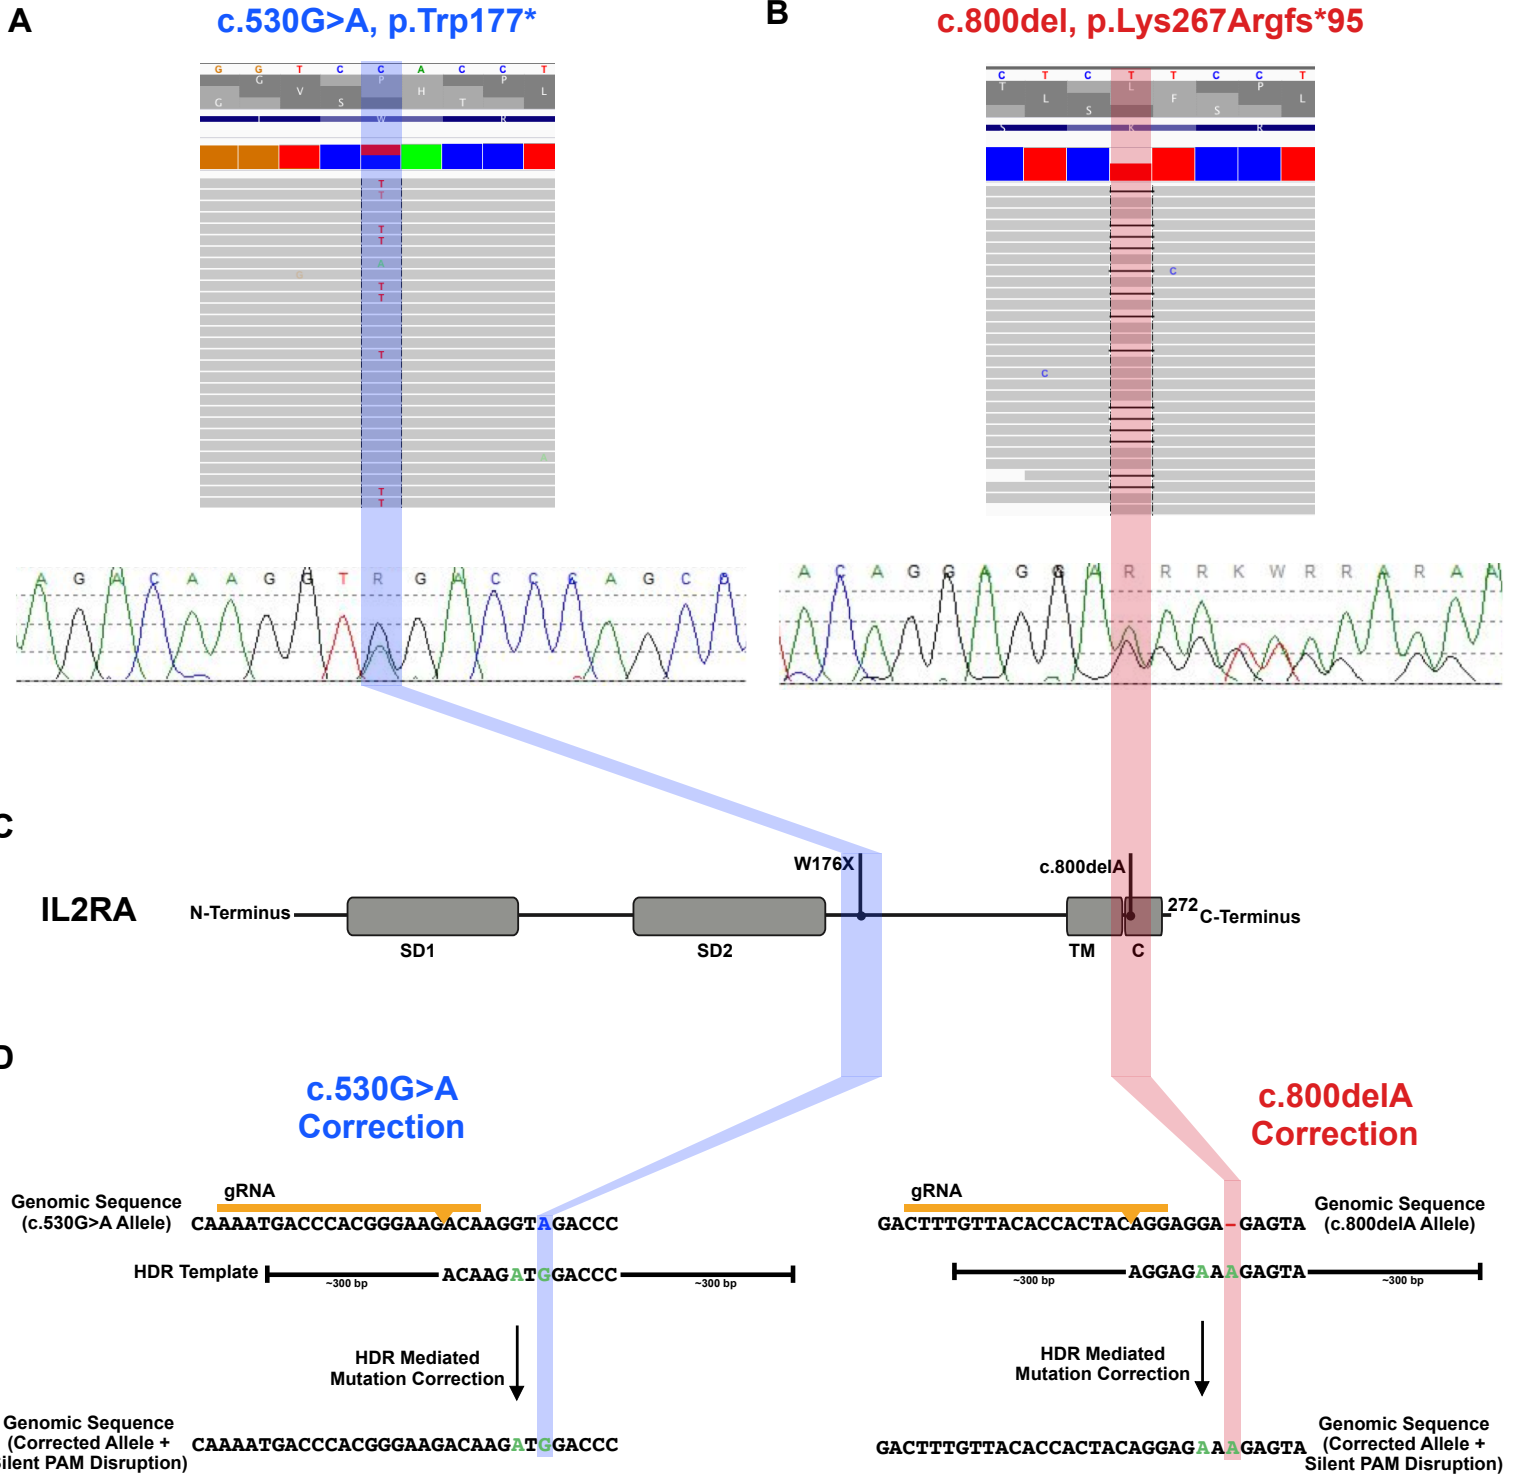 A
c.530G>A, p.Trp177*
B
c.800del, p.Lys267Argfs*95
G G T C C A C C T
G P P
V H L
G S T
I W R
T
T
T
T
A
G
T
T
T
A
T
T
C T C T T C C T
T L P
L F L
S S
S K R
C
C
A G A C A A G G T R G A C C C A G C C
A C A G G A G G A R R R K W R R A R A A
C
IL2RA
N-Terminus
SD1
SD2
W176X
c.800delA
TM
C
272
C-Terminus
D
c.530G>A
Correction
c.800delA
Correction
gRNA
Genomic Sequence
(c.530G>A Allele)
CAAAATGACCCACGGGAAGACAAGGTAGACCC
HDR Template
~300 bp
ACAAGATGGACCC
~300 bp
HDR Mediated
Mutation Correction
Genomic Sequence
(Corrected Allele +
Silent PAM Disruption)
CAAAATGACCCACGGGAAGACAAGATGGACCC
gRNA
GACTTTGTTACACCACTACAGGAGGA-GAGTA
Genomic Sequence
(c.800delA Allele)
~300 bp
AGGAGAAAGAGTA
~300 bp
HDR Mediated
Mutation Correction
GACTTTGTTACACCACTACAGGAGAAAGAGTA
Genomic Sequence
(Corrected Allele +
Silent PAM Disruption)